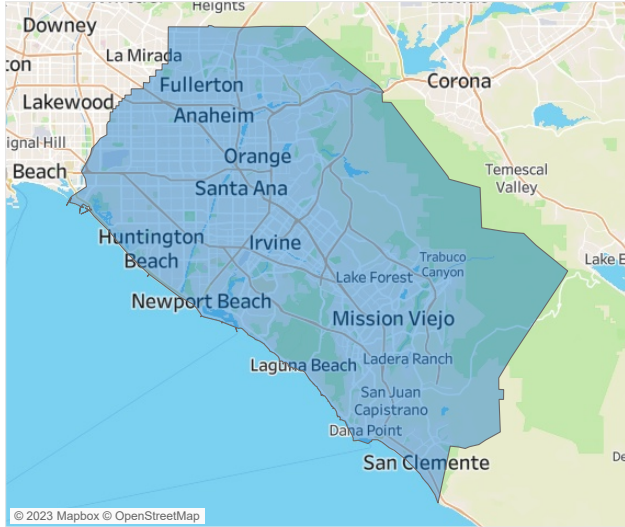 Heights
Downey
La Mirada
ton
Fullerton
Corona
Lakewood
Anaheim
ignal Hill
Orange
Beach
Temescal
Valley
Santa Ana
Huntington
Beach
Irvine
Trabuco
Canyon
Lake E
Lake Forest
Newport Beach
Mission Viejo
Laguna Beach
Ladera Ranch
San Juan
Capistrano
Dana Point
San Clemente
De
© 2023 Mapbox © OpenStreetMap